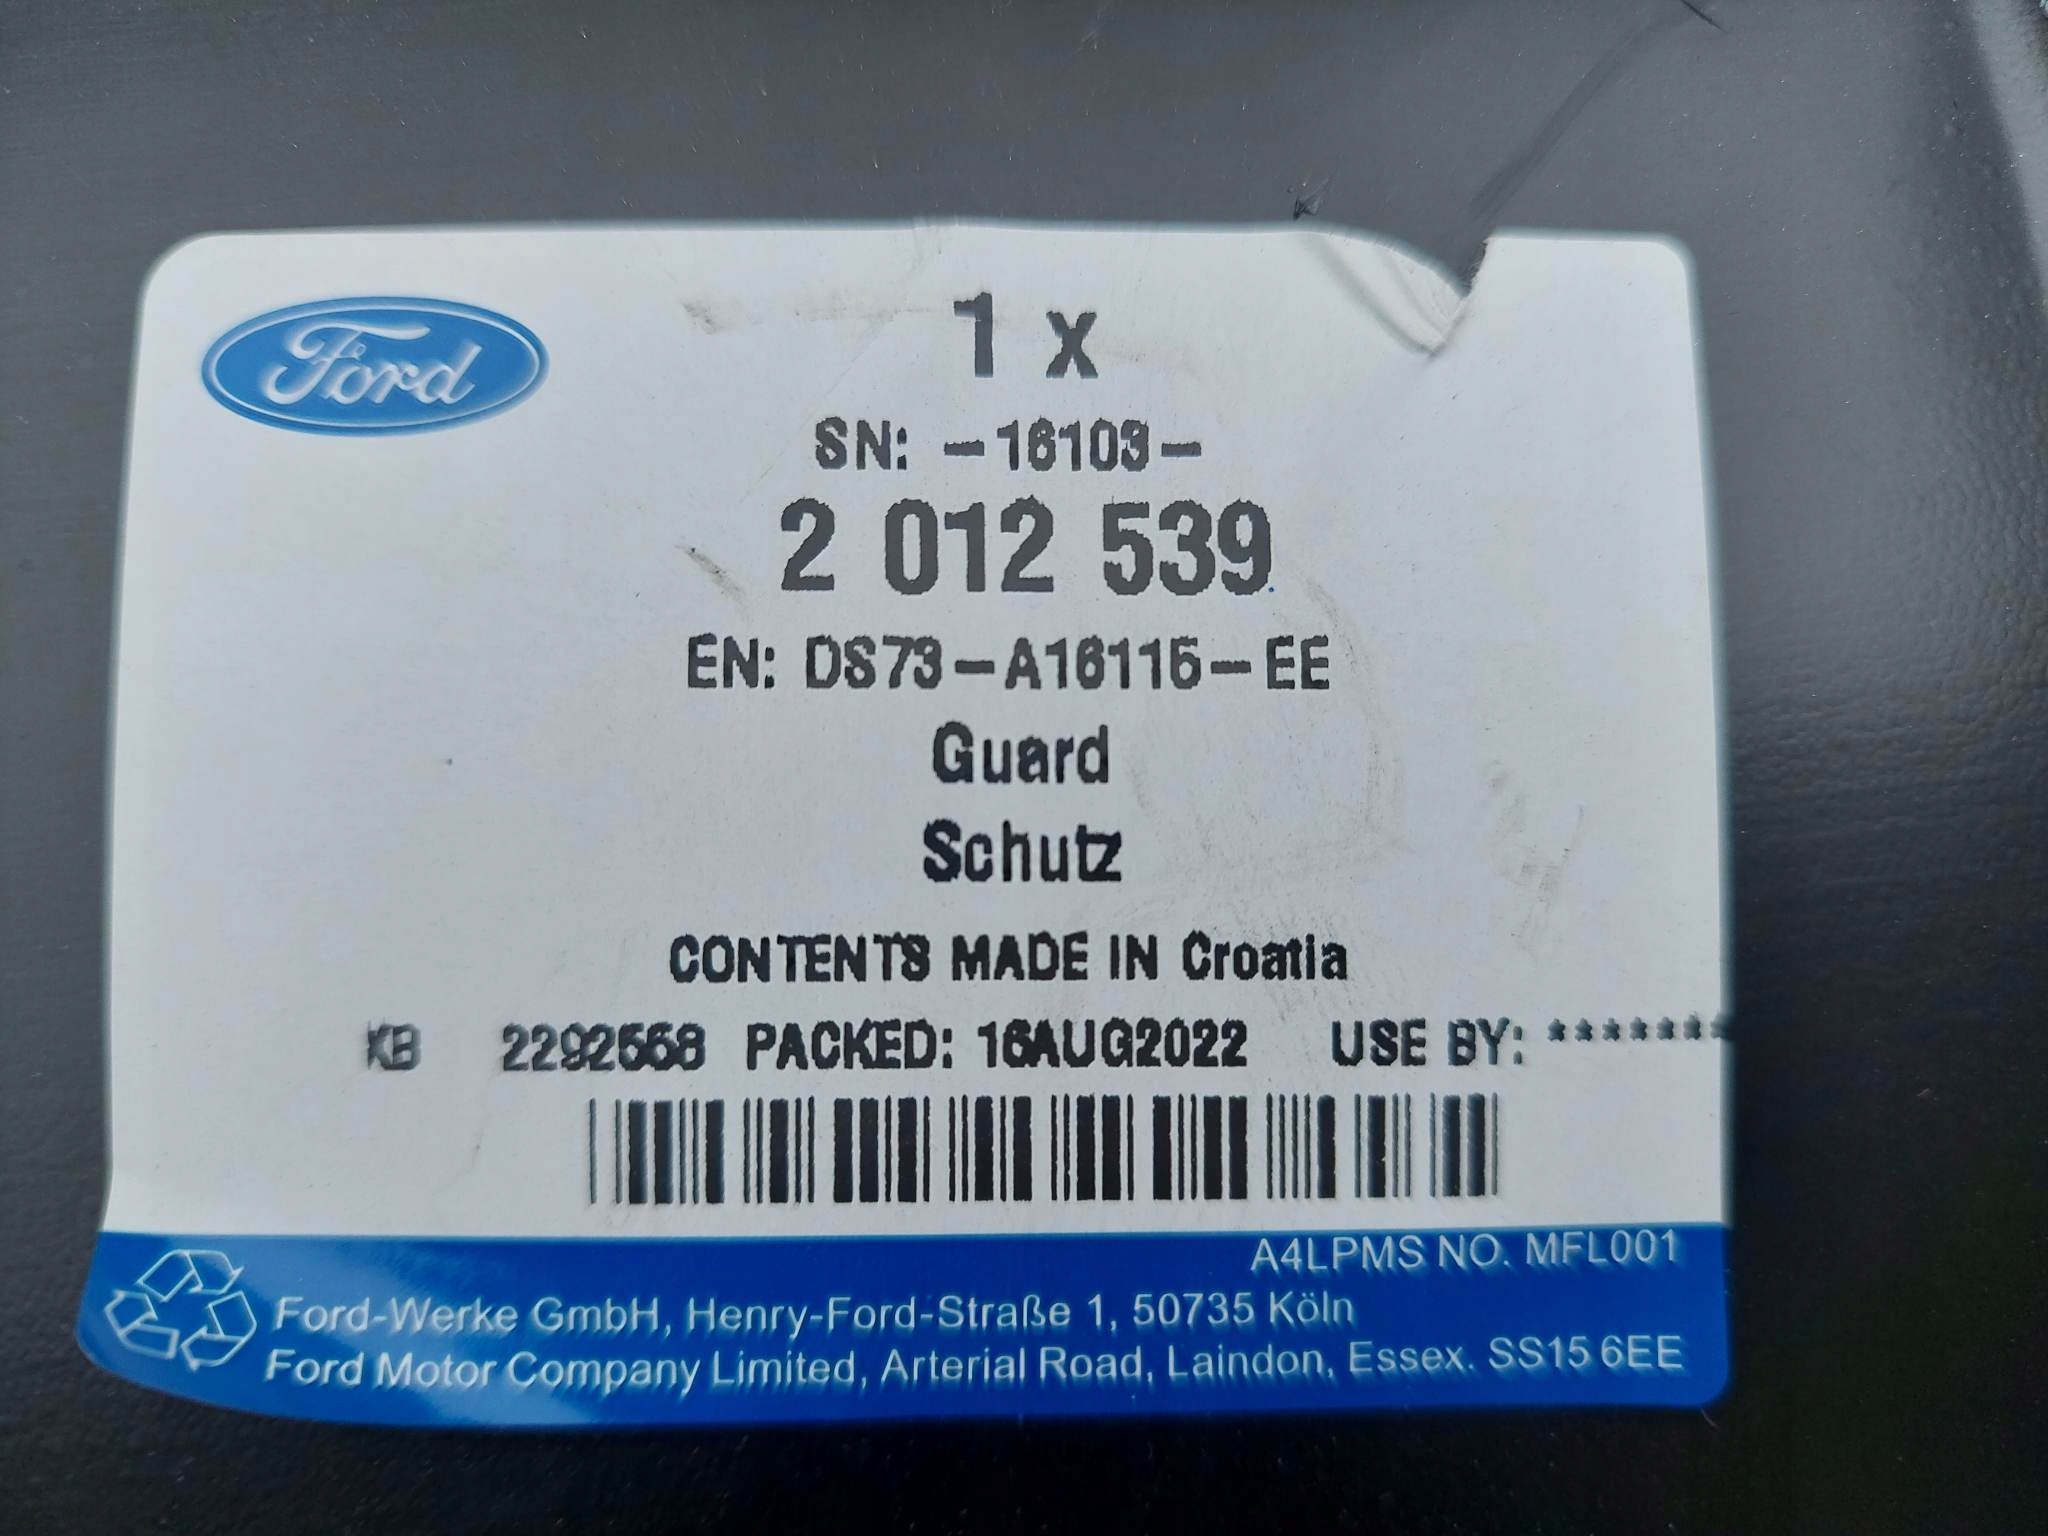 Ford
1 x
SN: -16103-
2 012 539
EN: DS73-A16115-EE
Guard
Schutz
CONTENTS MADE IN Croatia
KB 2292568 PACKED: 16AUG2022 USE BY: *******
A4LPMS NO. MFL001
Ford-Werke GmbH, Henry-Ford-Straße 1, 50735 Köln
Ford Motor Company Limited, Arterial Road, Laindon, Essex. SS15 6EE